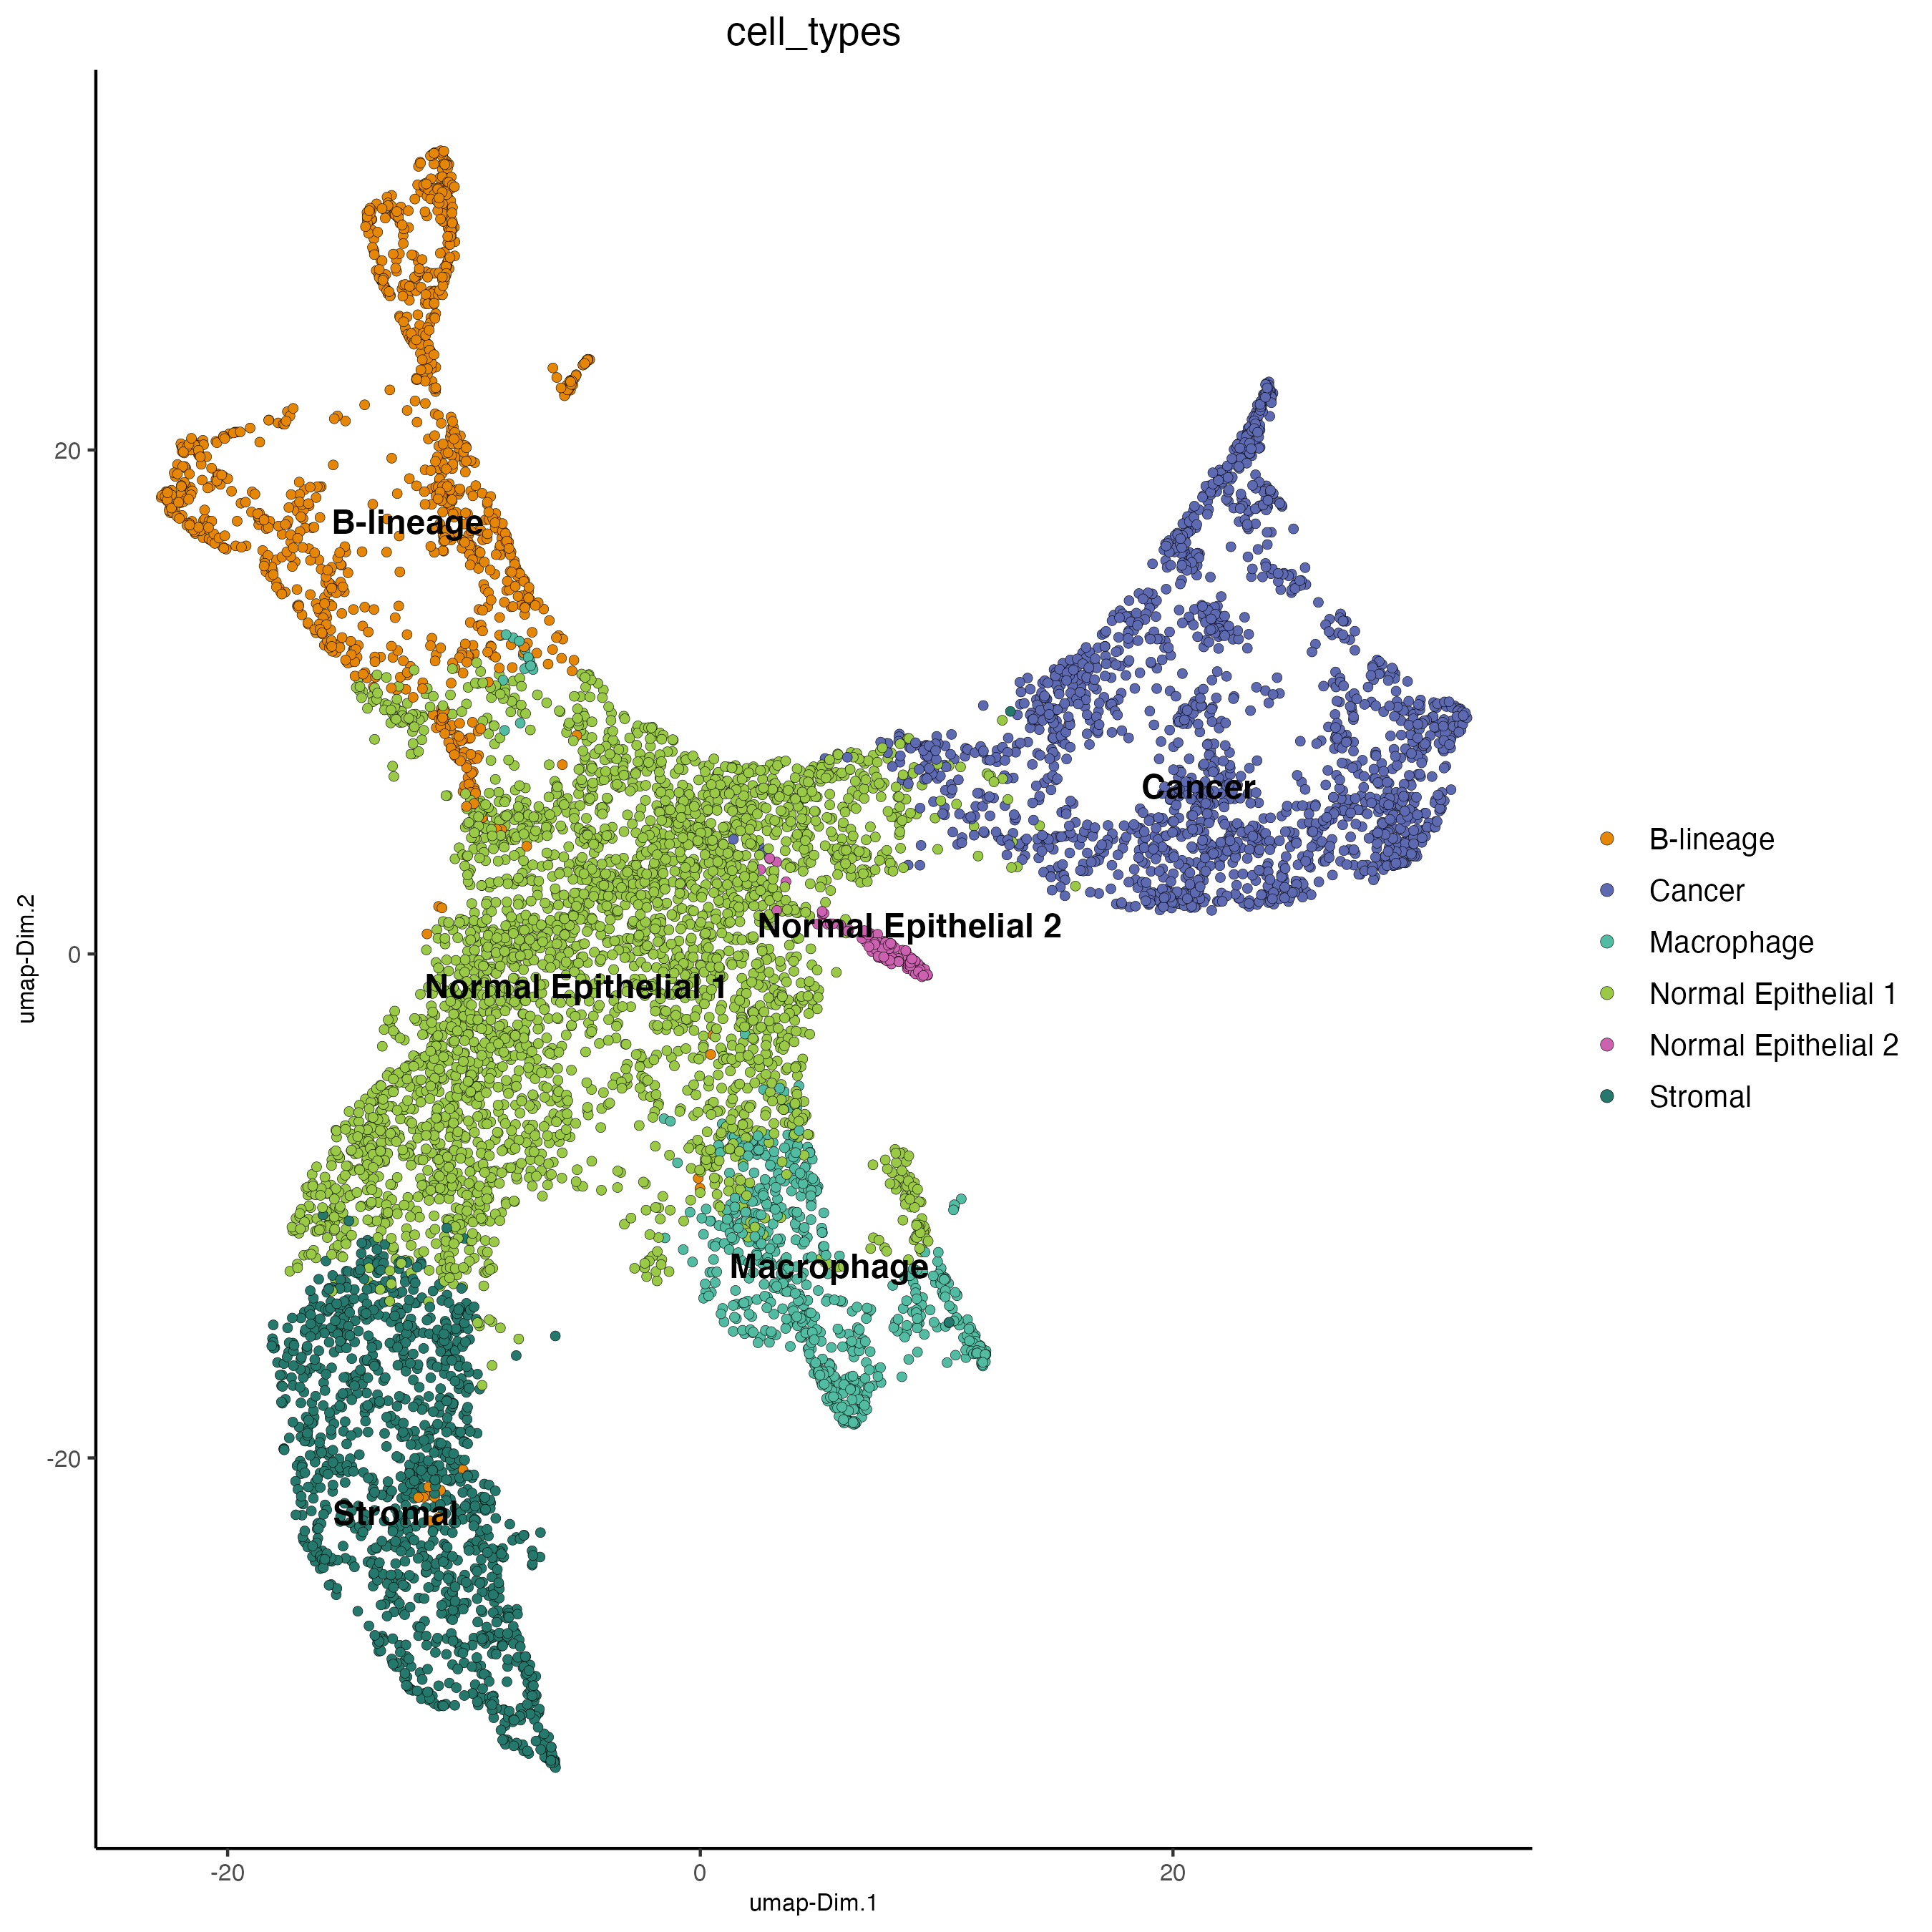 cell_types
B-lineage
Cancer
Normal Epithelial 2
Normal Epithelial 1
Macrophage
Stromal
20
0
-20
umap-Dim.2
-20
0
20
umap-Dim.1
B-lineage
Cancer
Macrophage
Normal Epithelial 1
Normal Epithelial 2
Stromal